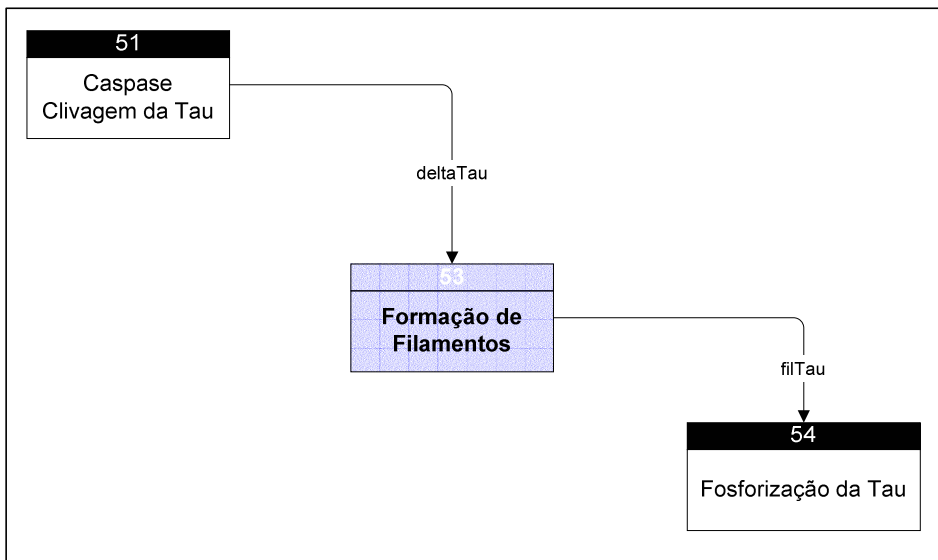 51
Caspase
Clivagem da Tau
deltaTau
53
Formação de
Filamentos
filTau
54
Fosforização da Tau